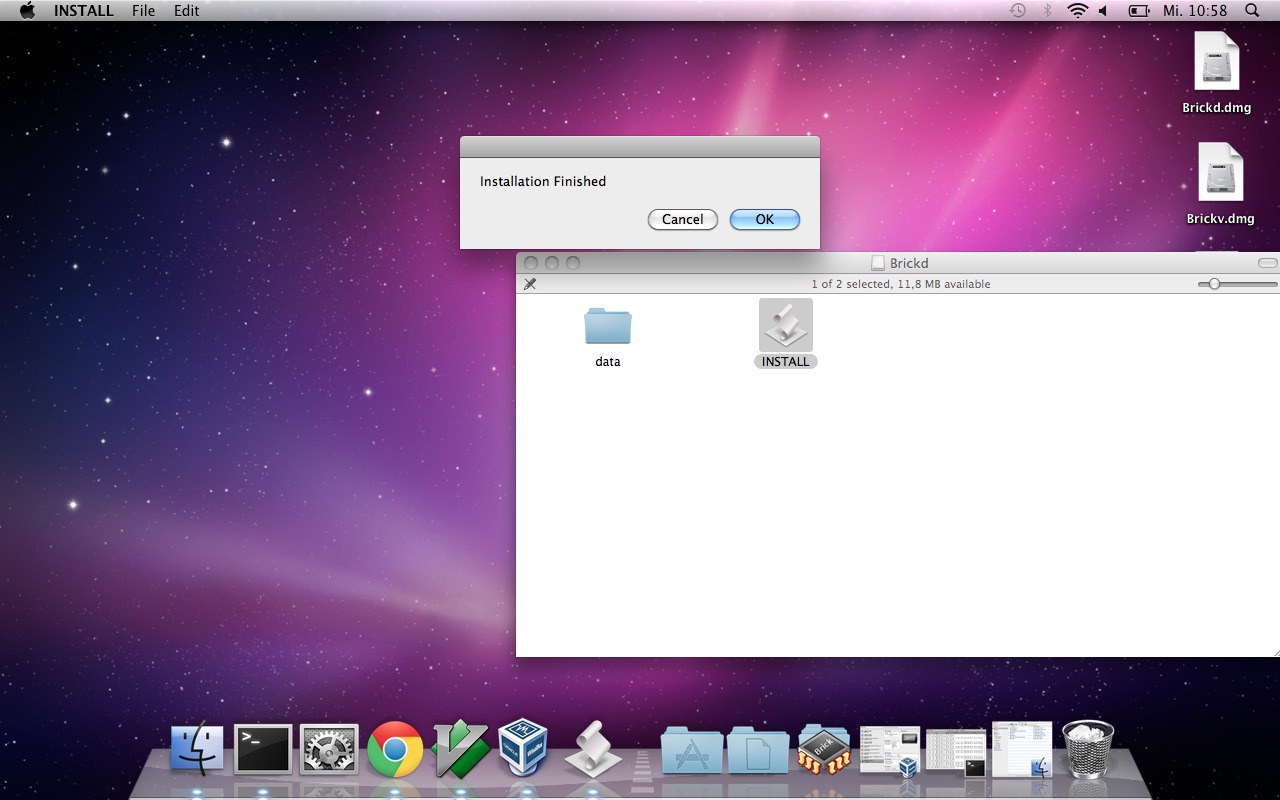 INSTALL File Edit Mi. 10:58
Brickd.dmg
Installation Finished
Cancel OK
Brickv.dmg
Brickd
1 of 2 selected, 11,8 MB available
data INSTALL
>_
Brick